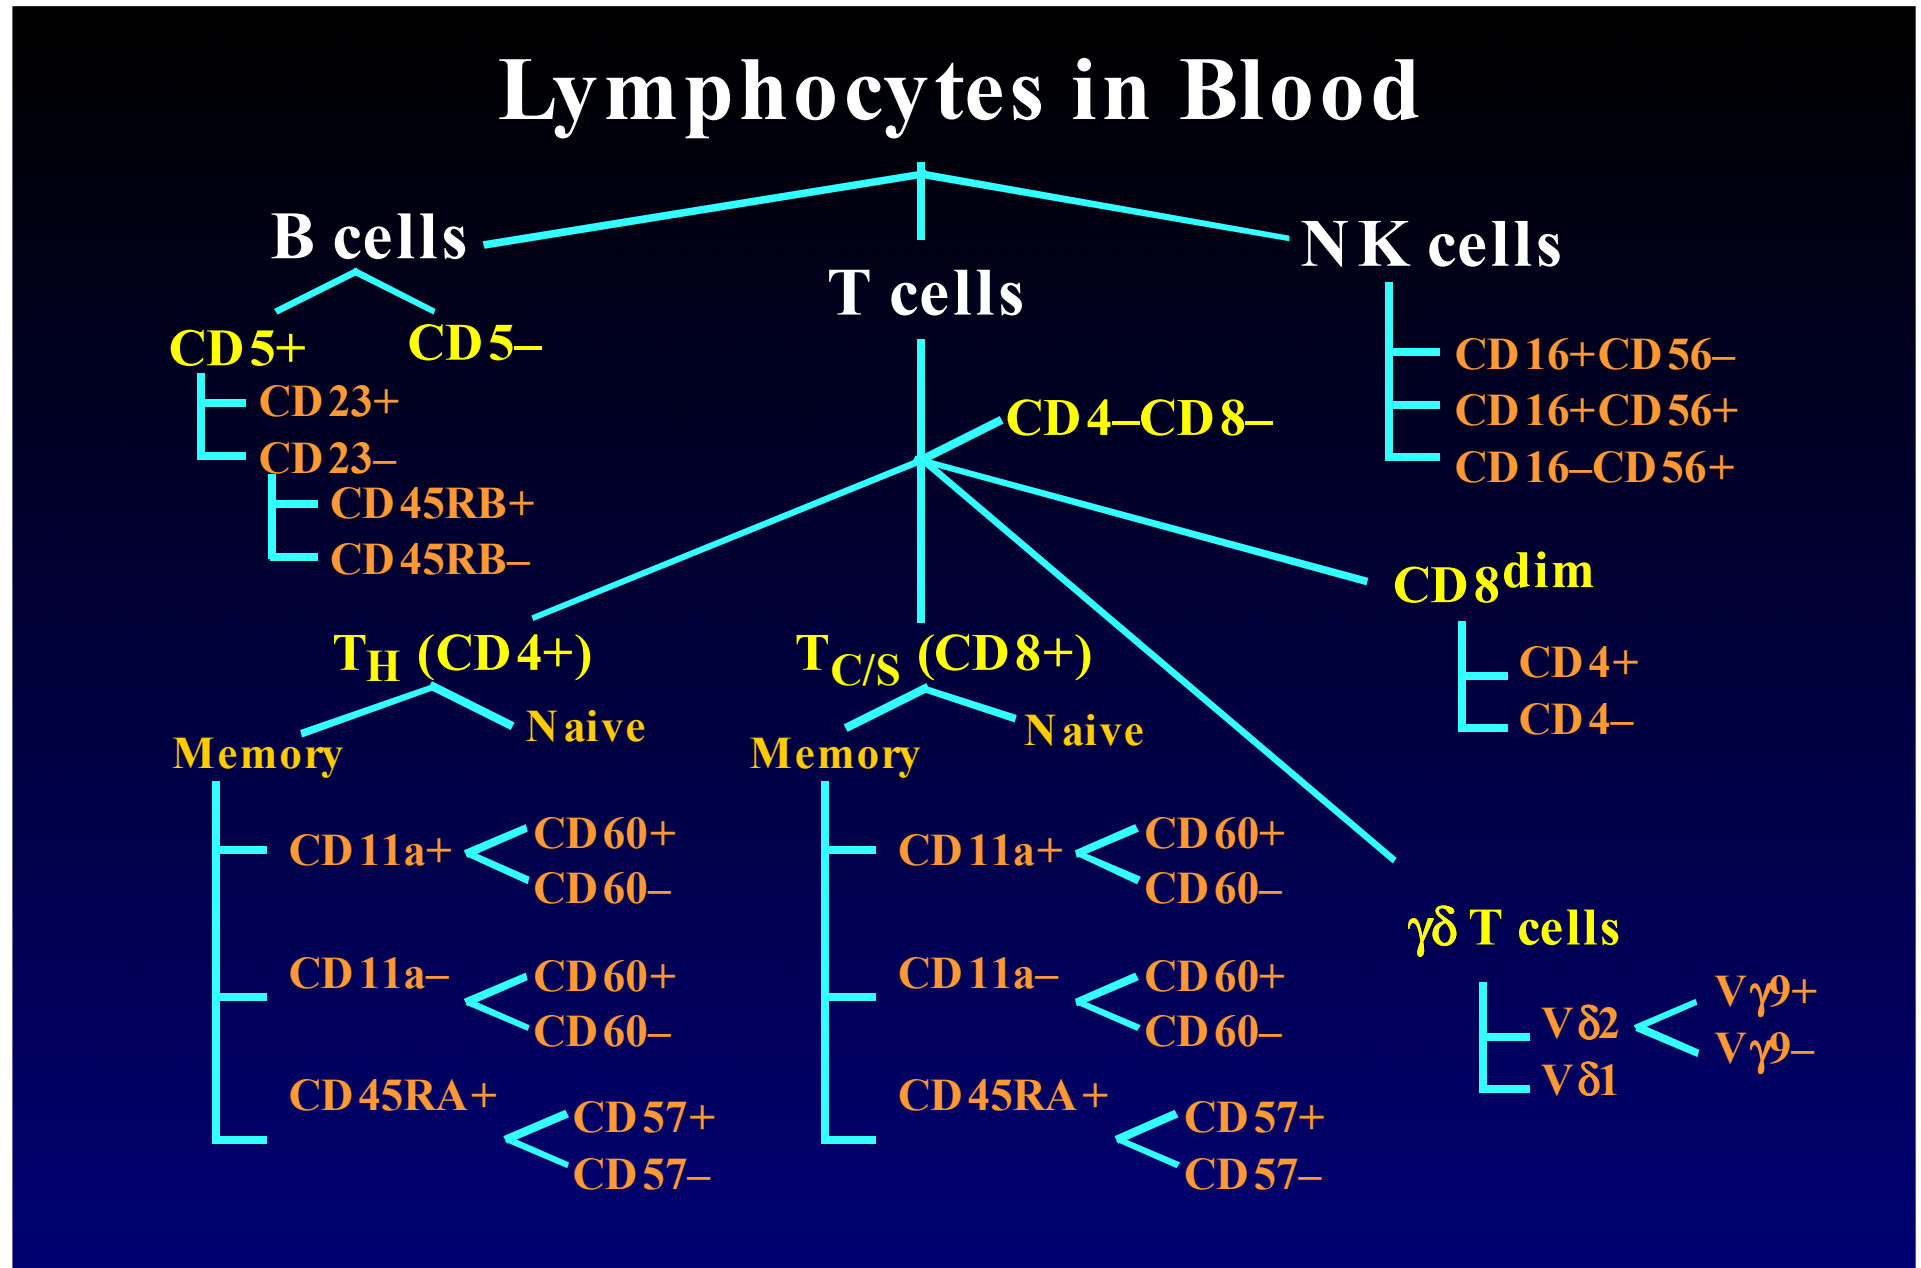 Lymphocytes in Blood
B cells
T cells
NK cells
CD5+
CD5–
CD23+
CD23–
CD45RB+
CD45RB–
CD16+CD56–
CD16+CD56+
CD16–CD56+
CD4–CD8–
TH (CD4+)
TC/S (CD8+)
CD8dim
CD4+
CD4–
Memory
Naive
CD11a+
CD60+
CD60–
CD11a–
CD60+
CD60–
CD45RA+
CD57+
CD57–
Memory
Naive
CD11a+
CD60+
CD60–
CD11a–
CD60+
CD60–
CD45RA+
CD57+
CD57–
γδ T cells
Vδ2
Vγ9+
Vγ9–
Vδ1